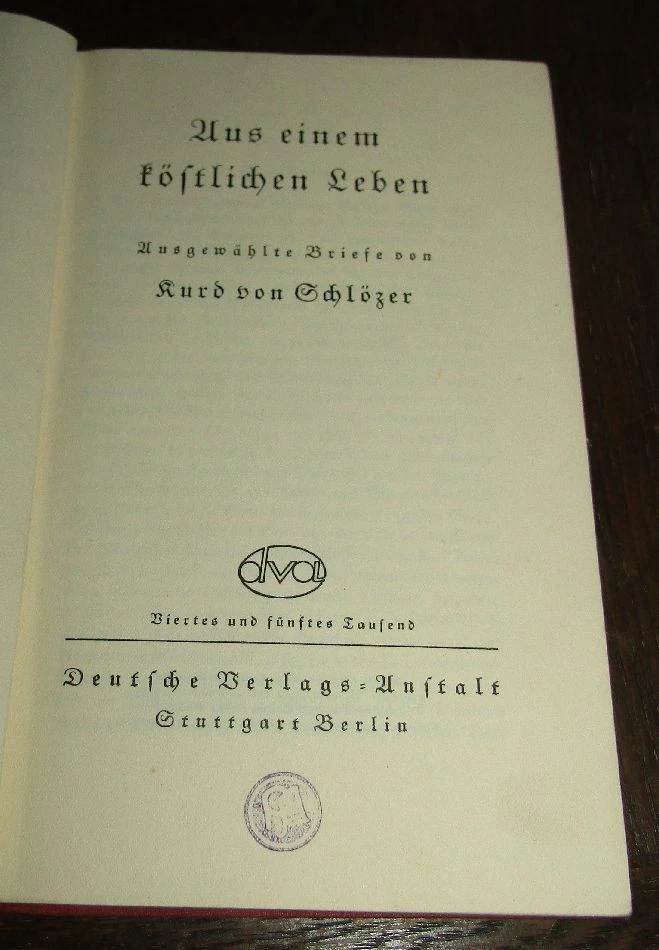 Aus einem
köſtlichen Leben
Ausgewählte Briefe von
Kurd von Schlözer
dva
Viertes und fünftes Tauſend
Deutſche Verlags-Anſtalt
Stuttgart Berlin